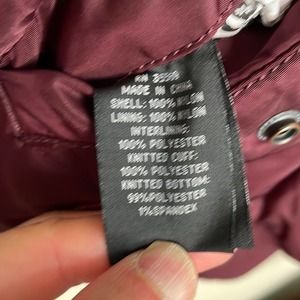 MADE IN CHINA
SHELL: 100% NYLON
LINING: 100% NYLON
INTERLINING:
100% POLYESTER
KNITTED CUFF:
100% POLYESTER
KNITTED BOTTOM:
99%POLYESTER
1%SPANDEX